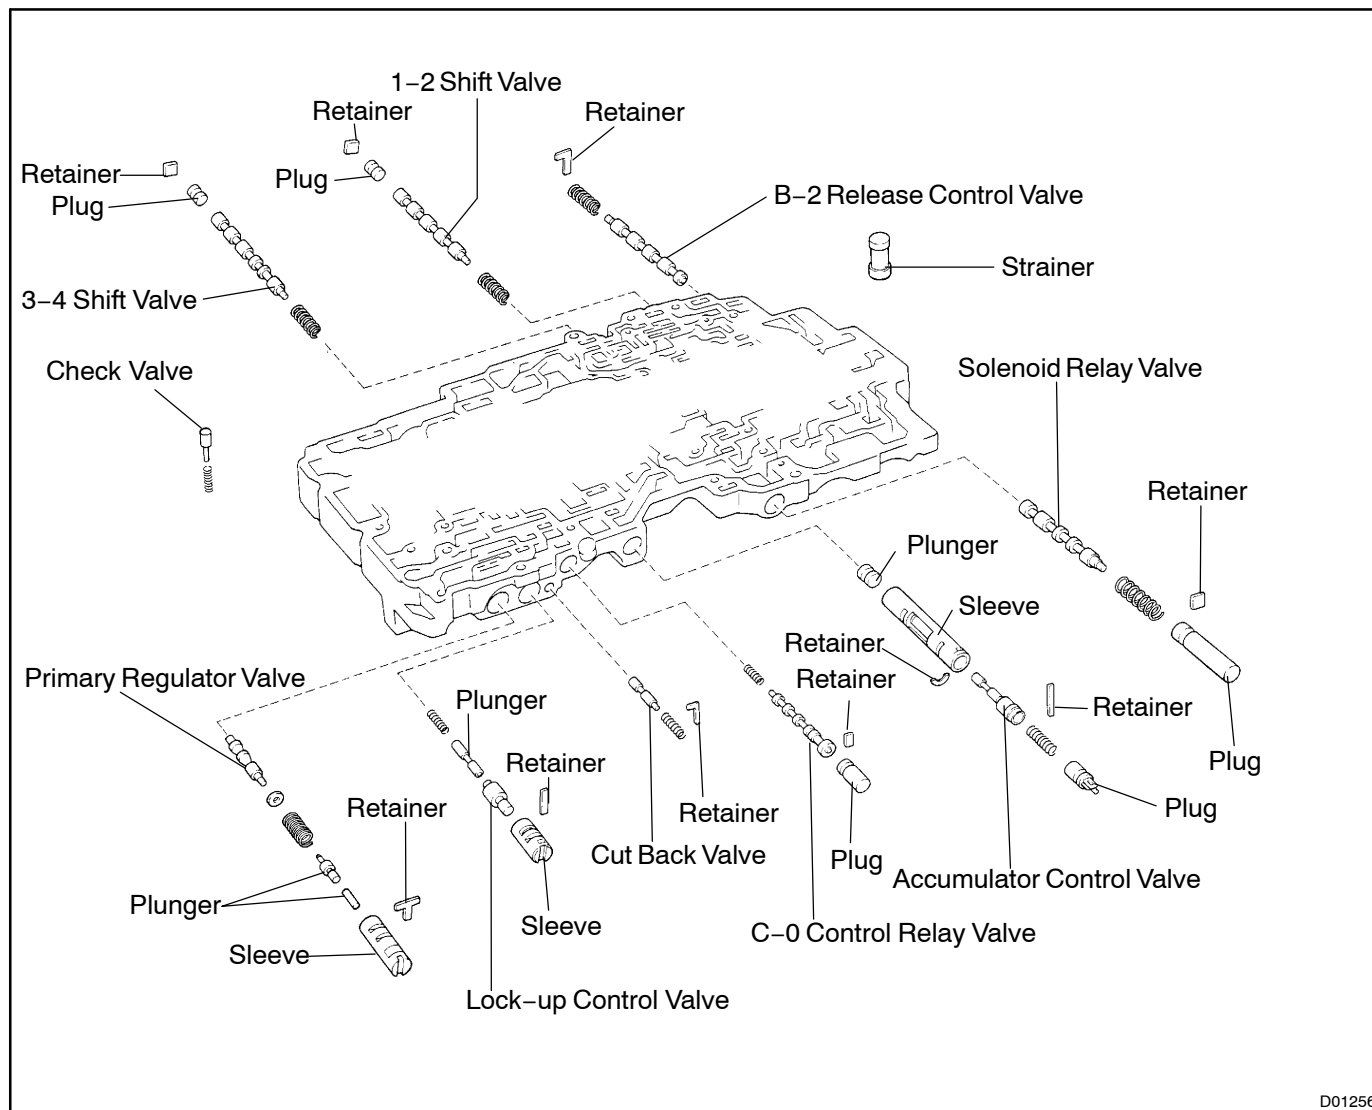 1−2 Shift Valve
Retainer
Retainer
Retainer
Plug
Plug
B−2 Release Control Valve
Strainer
3−4 Shift Valve
Check Valve
Solenoid Relay Valve
Retainer
Plunger
Sleeve
Retainer
Retainer
Primary Regulator Valve
Plunger
Retainer
Retainer
Plug
Retainer
Retainer
Plug
Cut Back Valve
Plug
Accumulator Control Valve
Plunger
Sleeve
C−0 Control Relay Valve
Sleeve
Lock−up Control Valve
D01256